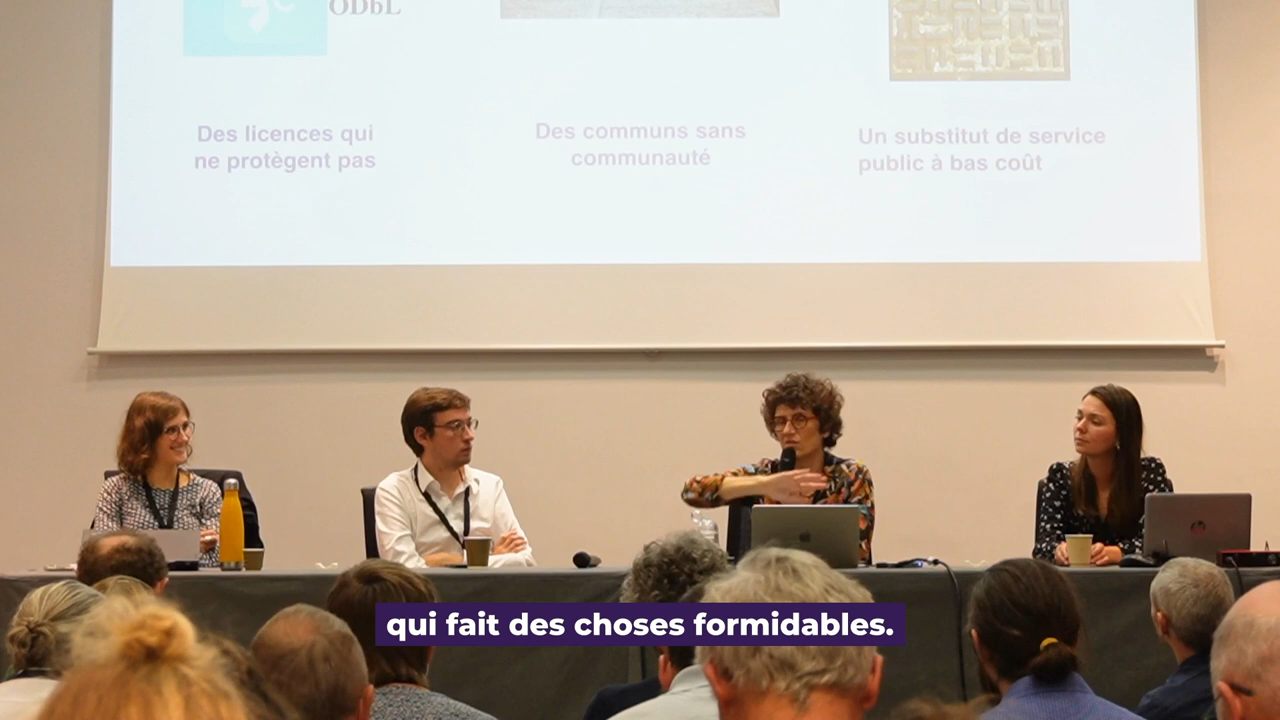 ODbL
Des licences qui
ne protègent pas
Des communs sans
communauté
Un substitut de service
public à bas coût
qui fait des choses formidables.